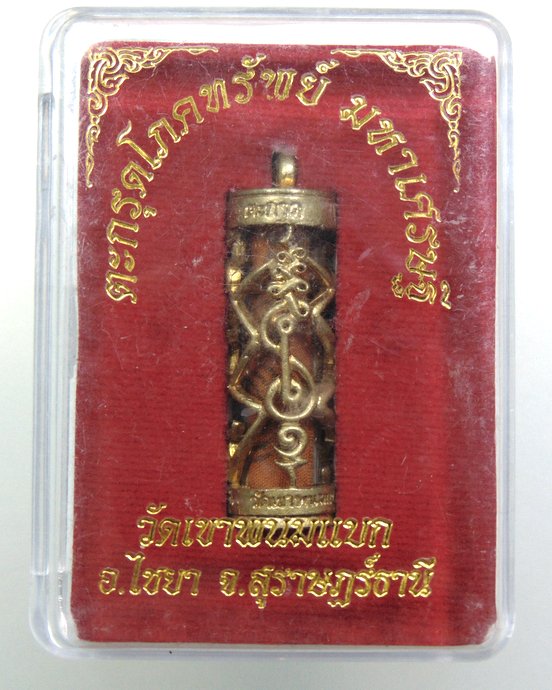 ตะกรุดโภคทรัพย์ มหาเศรษฐี
วัดเขาพนมแบก
อ.ไชยา จ.สุราษฎร์ธานี